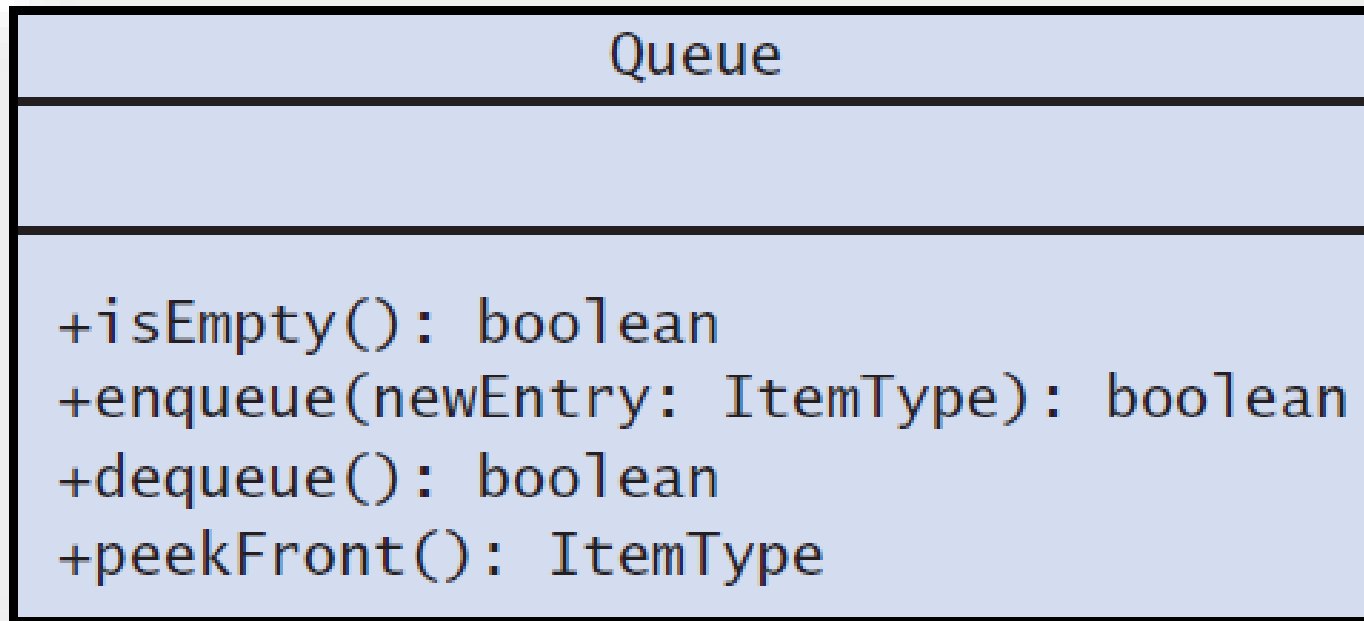 Queue
+isEmpty(): boolean
+enqueue(newEntry: ItemType): boolean
+dequeue(): boolean
+peekFront(): ItemType